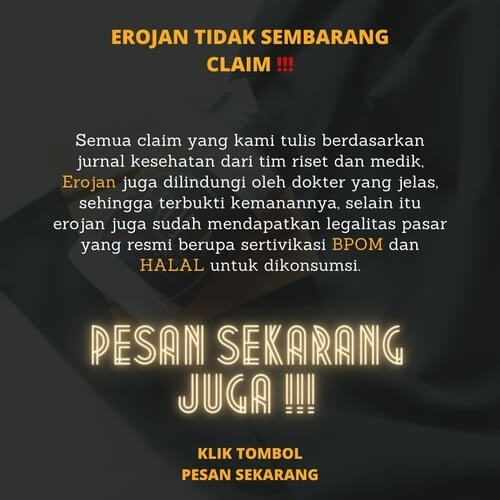 EROJAN TIDAK SEMBARANG
CLAIM !!!
Semua claim yang kami tulis berdasarkan
jurnal kesehatan dari tim riset dan medik,
Erojan juga dilindungi oleh dokter yang jelas,
sehingga terbukti kemanannya, selain itu
erojan juga sudah mendapatkan legalitas pasar
yang resmi berupa sertivikasi BPOM dan
HALAL untuk dikonsumsi.
PESAN SEKARANG
JUGA !!!
KLIK TOMBOL
PESAN SEKARANG